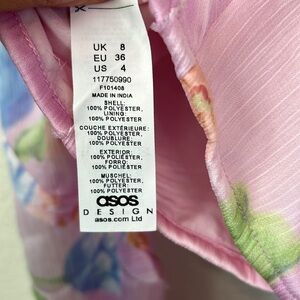 UK 8
EU 36
US 4
117750990
F101408
MADE IN INDIA
SHELL:
100% POLYESTER,
LINING:
100% POLYESTER
COUCHE EXTÉRIEURE:
100% POLYESTER,
DOUBLURE:
100% POLYESTER
EXTERIOR:
100% POLIÉSTER,
FORRO:
100% POLIÉSTER
MUSCHEL:
100% POLYESTER,
FUTTER:
100% POLYESTER
asos
DESIGN
asos.com Ltd